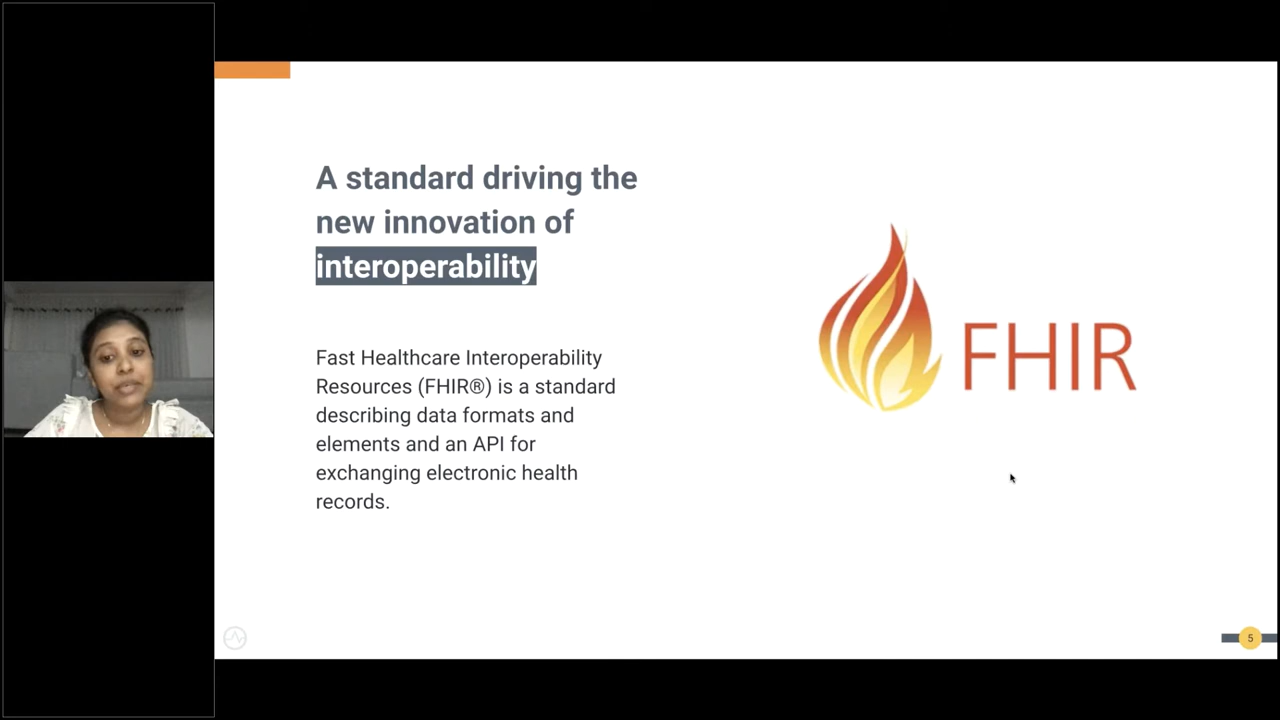 A standard driving the
new innovation of
interoperability
Fast Healthcare Interoperability
Resources (FHIR®) is a standard
describing data formats and
elements and an API for
exchanging electronic health
records.
FHIR
5